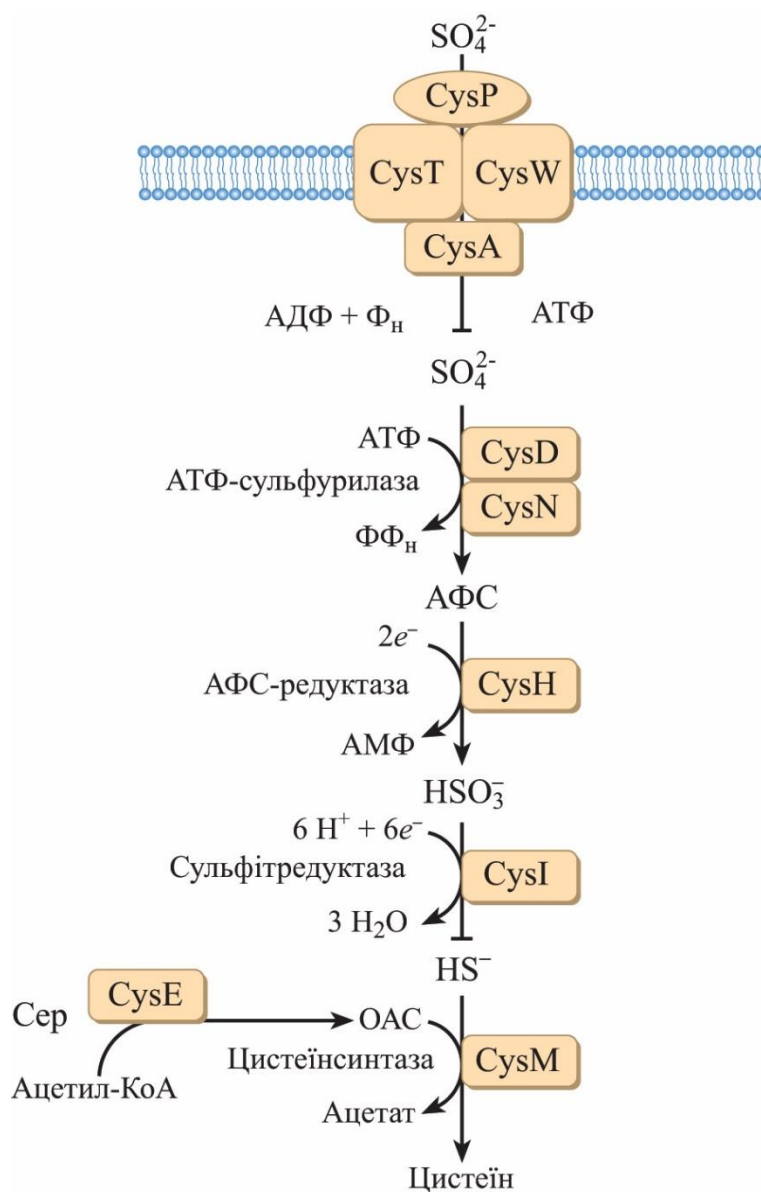 SO₄²⁻
CysP
CysT
CysW
CysA
АДФ + Фн
АТФ
SO₄²⁻
АТФ
CysD
АТФ-сульфурилаза
CysN
ФФн
АФС
2e⁻
АФС-редуктаза
CysH
АМФ
HSO₃⁻
6 H⁺ + 6e⁻
Сульфітредуктаза
CysI
3 H₂O
HS⁻
CysE
Сер
ОАС
Цистеїнсинтаза
CysM
Ацетил-КоА
Ацетат
Цистеїн